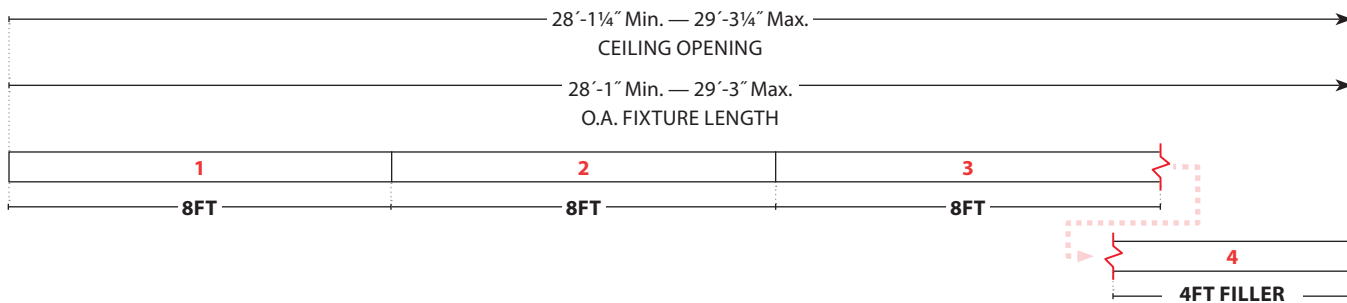 28´-1¼˝ Min. — 29´-3¼˝ Max.
CEILING OPENING
28´-1˝ Min. — 29´-3˝ Max.
O.A. FIXTURE LENGTH
1 2 3
8FT 8FT 8FT
4
4FT FILLER